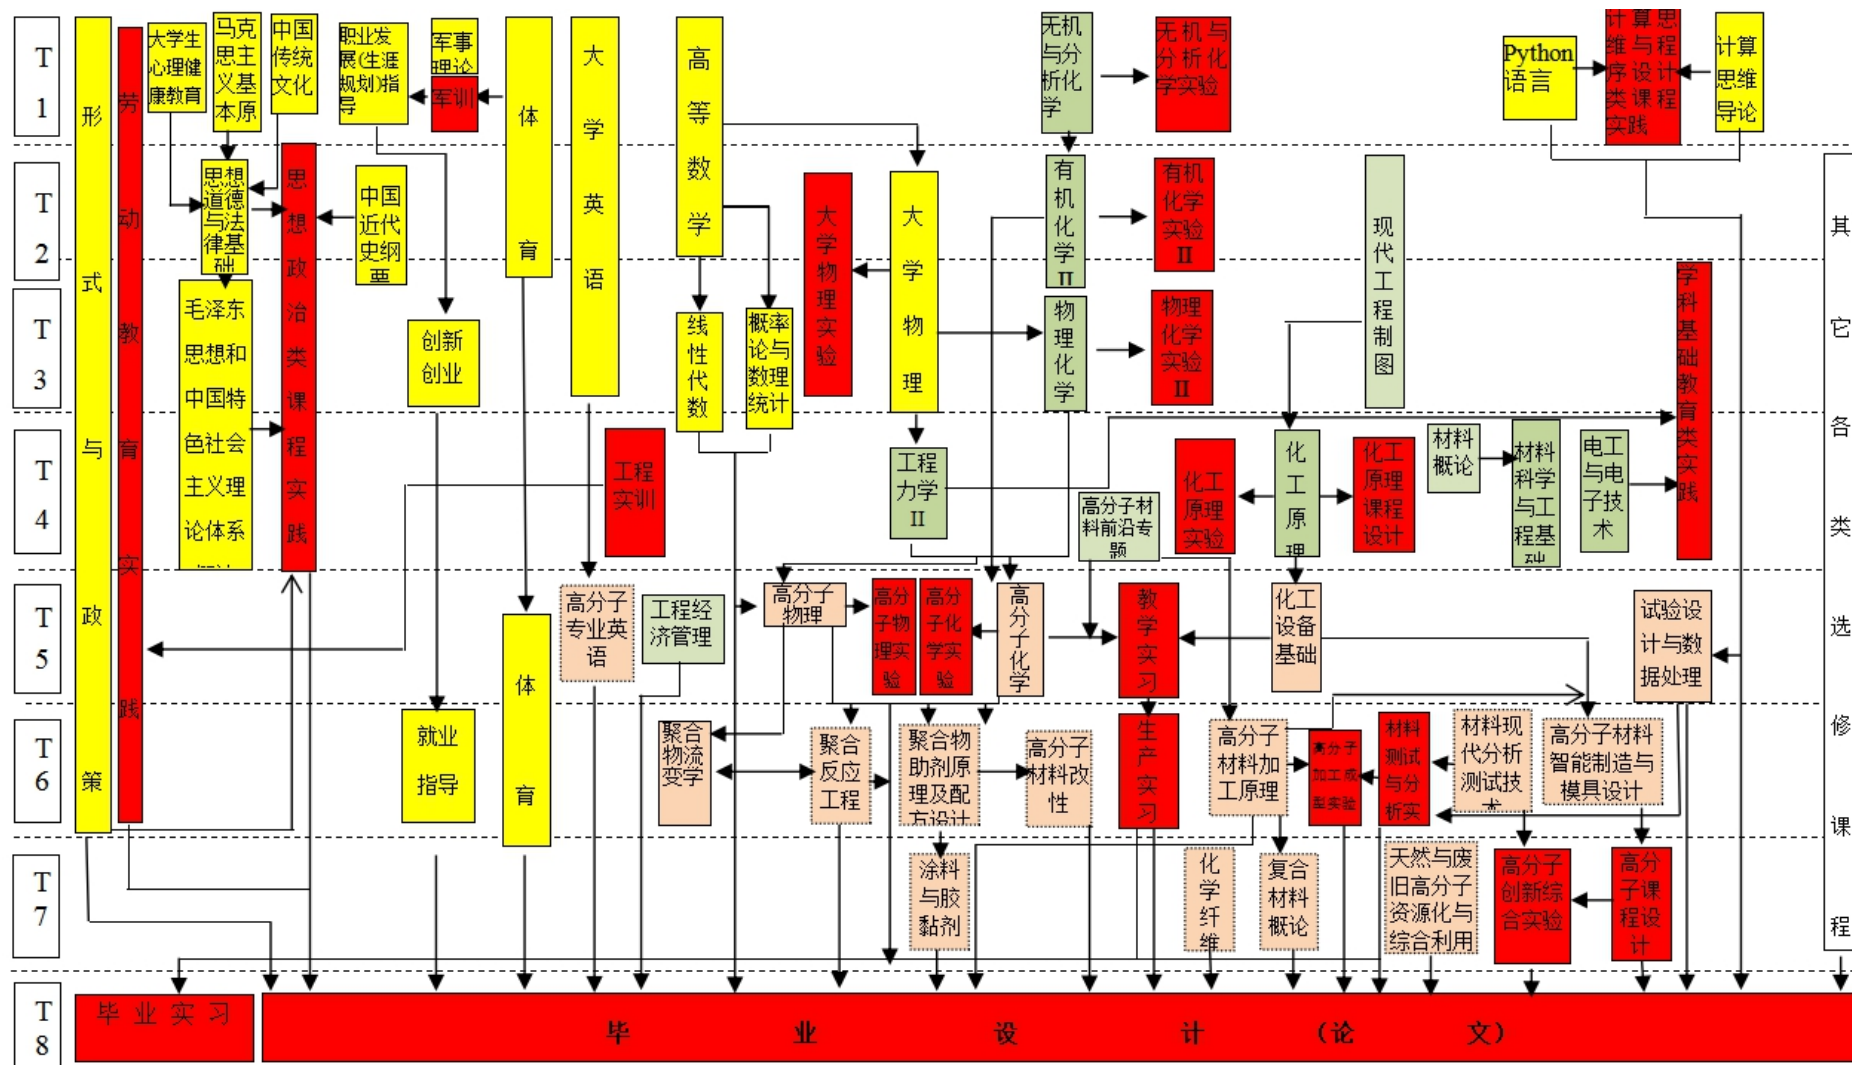 T
1
T
2
T
3
T
4
T
5
T
6
T
7
T
8
形
式
与
政
策
劳
动
教
育
实
践
大学生
心理健
康教育
马克
思主
义基
本原
中国
传统
文化
职业发
展(生涯
规划)指
导
军事
理论
军训
体
育
大
学
英
语
高
等
数
学
无机
与分
析化
学
无机与
分析化
学实验
Python
语言
计算思
维与程
序设计
类课程
实践
计算
思维
导论
思想
道德
与法
律基
础
思
想
政
治
类
课
程
实
践
中国
近代
史纲
要
大
学
物
理
实
验
大
学
物
理
有
机
化
学
II
有机
化学
实验
II
现
代
工
程
制
图
其
它
各
类
选
修
课
程
毛泽东
思想和
中国特
色社会
主义理
论体系
创新
创业
线
性
代
数
概率
论与
数理
统计
物
理
化
学
物理
化学
实验
II
学
科
基
础
教
育
类
实
践
工程
实训
工程
力学
II
高分子材
料前沿专
题
化工
原理
实验
化
工
原
理
化工
原理
课程
设计
材料
概论
材料
科学
与工
程基
础
电工
与电
子技
术
高分子
专业英
语
工程经
济管理
高分子
物理
高分
子物
理实
验
高分
子化
学实
验
高
分
子
化
学
教
学
实
习
化工
设备
基础
试验设
计与数
据处理
体
育
就业
指导
聚合
物流
变学
聚合
反应
工程
聚合物
助剂原
理及配
方设计
高分子
材料改
性
生
产
实
习
高分子
材料加
工原理
高分子
加工成
型实验
材料
测试
与分
析实
材料现
代分析
测试技
术
高分子材料
智能制造与
模具设计
涂料
与胶
黏剂
化
学
纤
维
复合
材料
概论
天然与废
旧高分子
资源化与
综合利用
高分子
创新综
合实验
高分
子课
程设
计
毕业实习
毕业设计(论文)